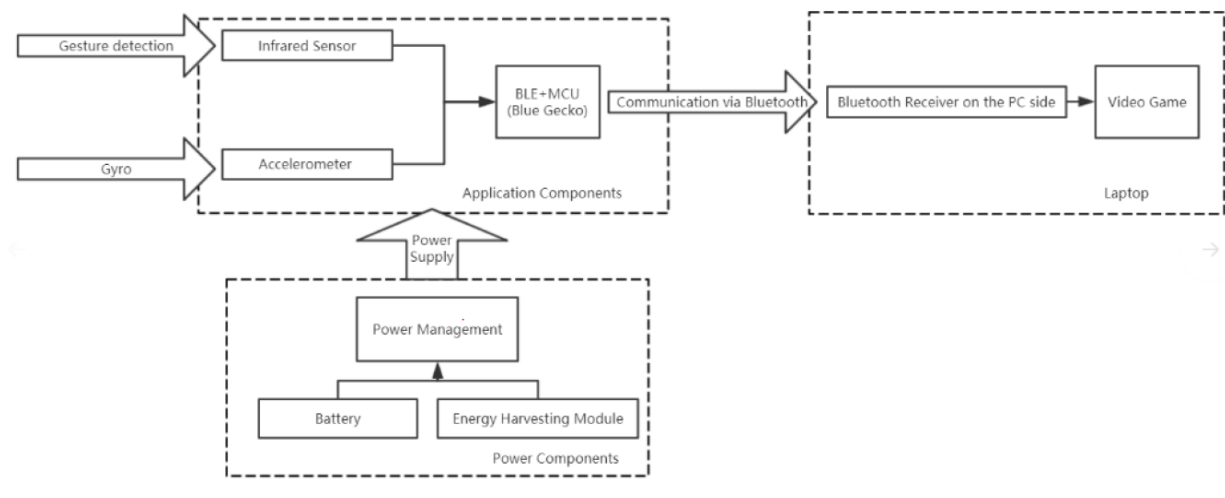 Gesture detection
Infrared Sensor
BLE+MCU
(Blue Gecko)
Communication via Bluetooth
Bluetooth Receiver on the PC side
Video Game
Gyro
Accelerometer
Application Components
Laptop
Power
Supply
Power Management
Battery
Energy Harvesting Module
Power Components